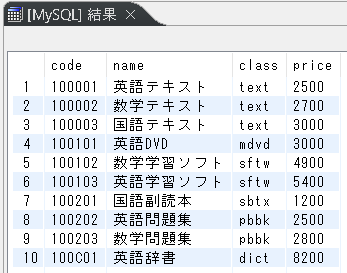 [MySQL] 結果
code name class price
1 100001 英語テキスト text 2500
2 100002 数学テキスト text 2700
3 100003 国語テキスト text 3000
4 100101 英語DVD mdvd 3000
5 100102 数学学習ソフト sftw 4900
6 100103 英語学習ソフト sftw 5400
7 100201 国語副読本 sbtx 1200
8 100202 英語問題集 pbbk 2500
9 100203 数学問題集 pbbk 2800
10 100C01 英語辞書 dict 8200